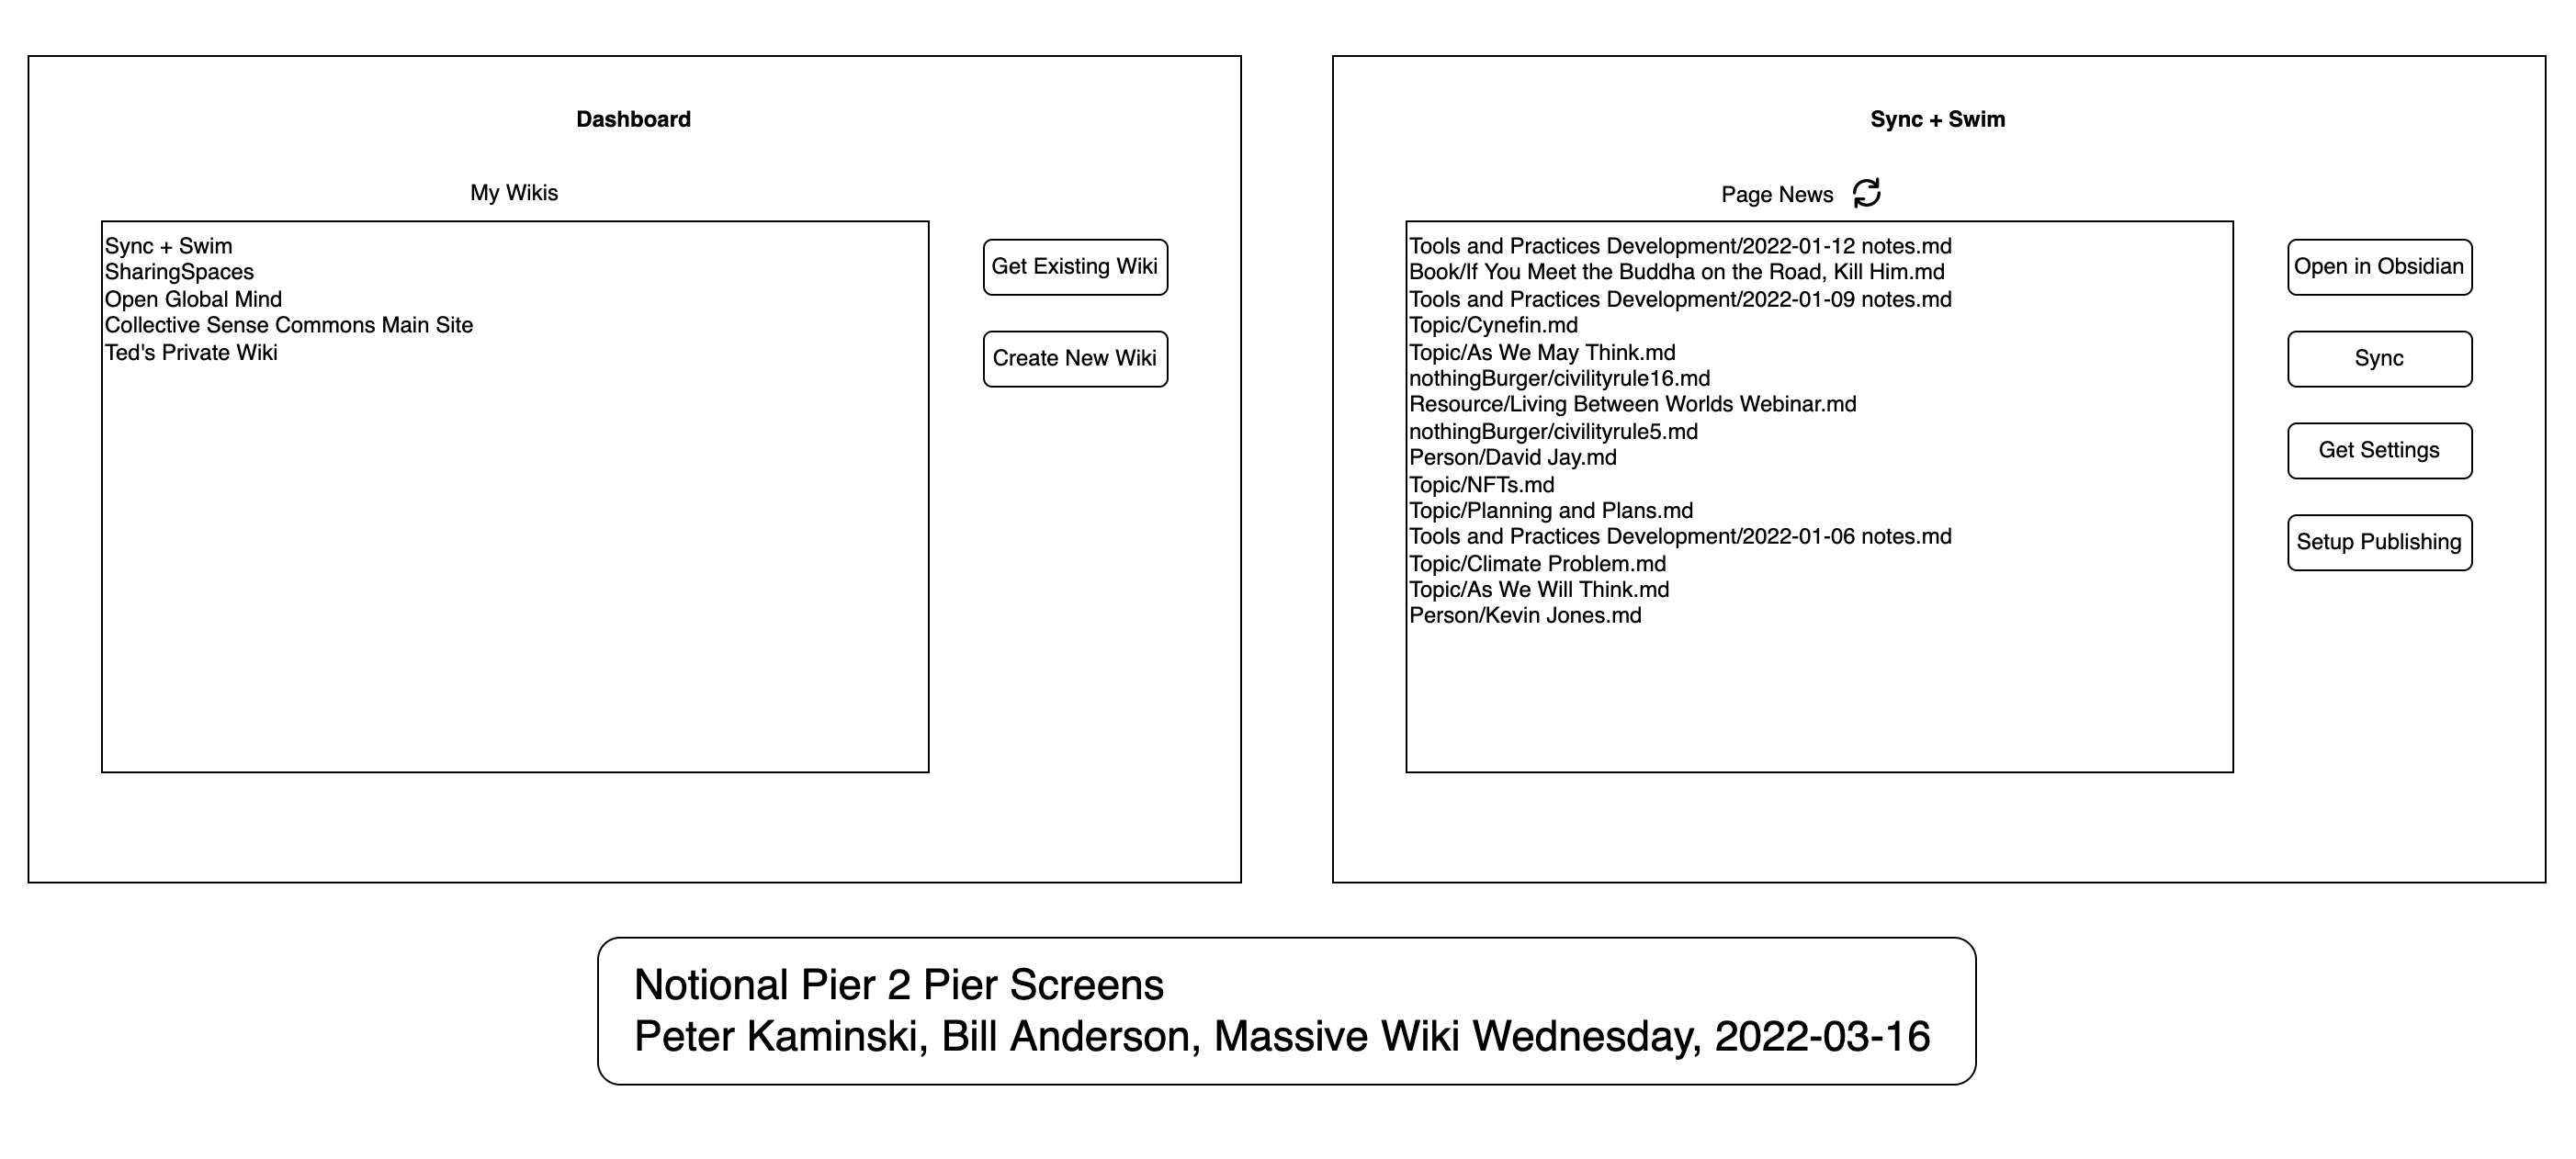 Dashboard
My Wikis
Sync + Swim
SharingSpaces
Open Global Mind
Collective Sense Commons Main Site
Ted's Private Wiki
Get Existing Wiki
Create New Wiki
Sync + Swim
Page News
Tools and Practices Development/2022-01-12 notes.md
Book/If You Meet the Buddha on the Road, Kill Him.md
Tools and Practices Development/2022-01-09 notes.md
Topic/Cynefin.md
Topic/As We May Think.md
nothingBurger/civilityrule16.md
Resource/Living Between Worlds Webinar.md
nothingBurger/civilityrule5.md
Person/David Jay.md
Topic/NFTs.md
Topic/Planning and Plans.md
Tools and Practices Development/2022-01-06 notes.md
Topic/Climate Problem.md
Topic/As We Will Think.md
Person/Kevin Jones.md
Open in Obsidian
Sync
Get Settings
Setup Publishing
Notional Pier 2 Pier Screens
Peter Kaminski, Bill Anderson, Massive Wiki Wednesday, 2022-03-16